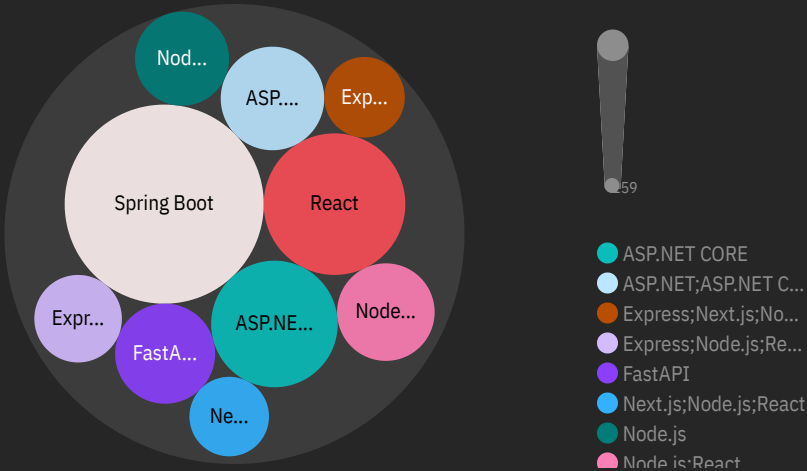 Nod...
ASP....
Exp...
Spring Boot
React
Expr...
ASP.NE...
Node...
FastA...
Ne...
159
ASP.NET CORE
ASP.NET;ASP.NET C...
Express;Next.js;No...
Express;Node.js;Re...
FastAPI
Next.js;Node.js;React
Node.js
Node.js;React